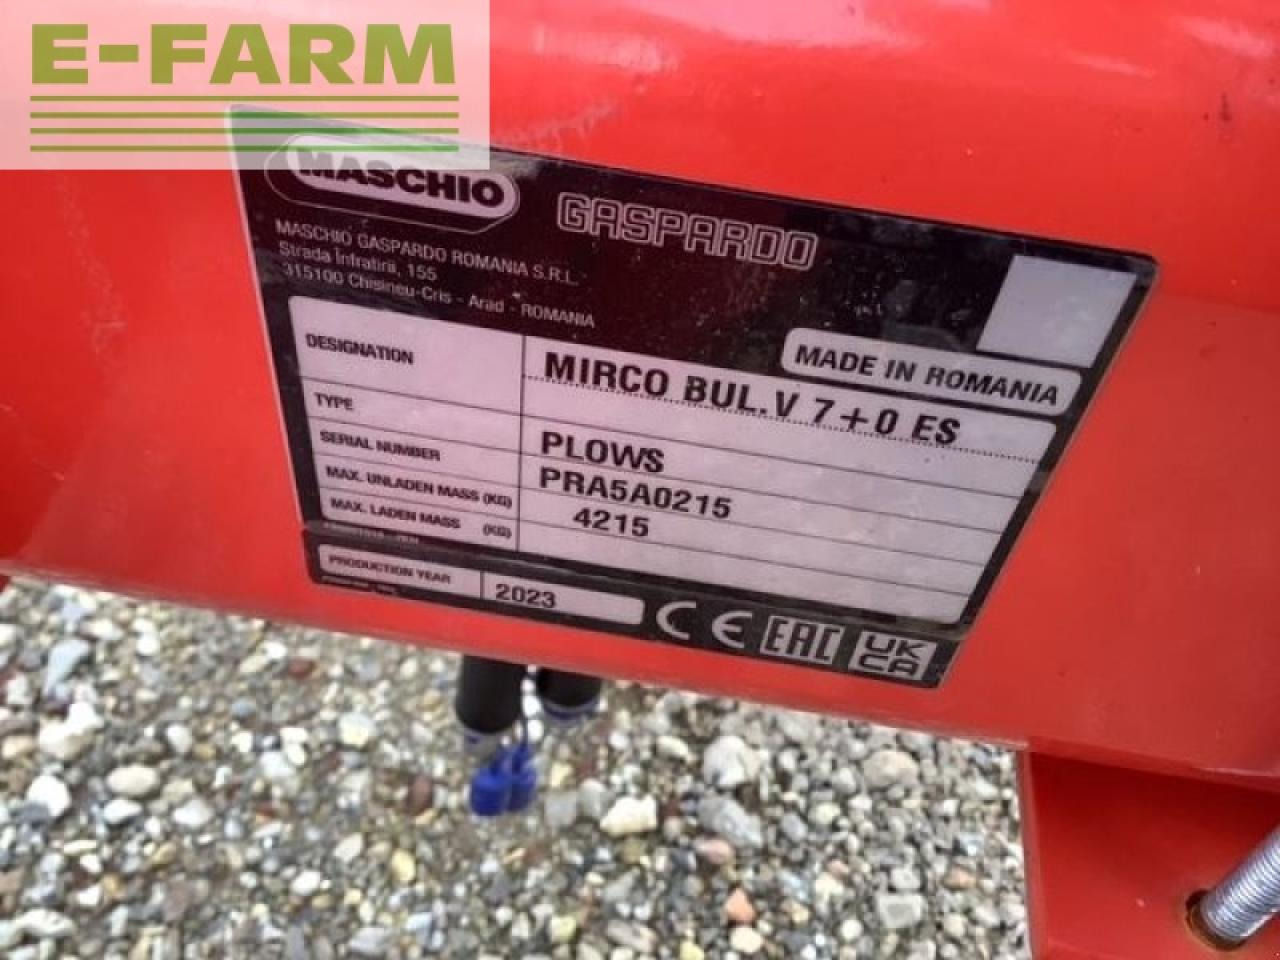 E-FARM
MASCHIO
GASPARDO
MASCHIO GASPARDO ROMANIA S.R.L.
Strada Înfratirii, 155
315100 Chisineu-Cris - Arad - ROMANIA
MADE IN ROMANIA
DESIGNATION MIRCO BUL.V 7+0 ES
TYPE PLOWS
SERIAL NUMBER PRA5A0215
MAX. UNLADEN MASS (KG) 4215
MAX. LADEN MASS (KG)
PRODUCTION YEAR 2023
CE EAC UK
CA